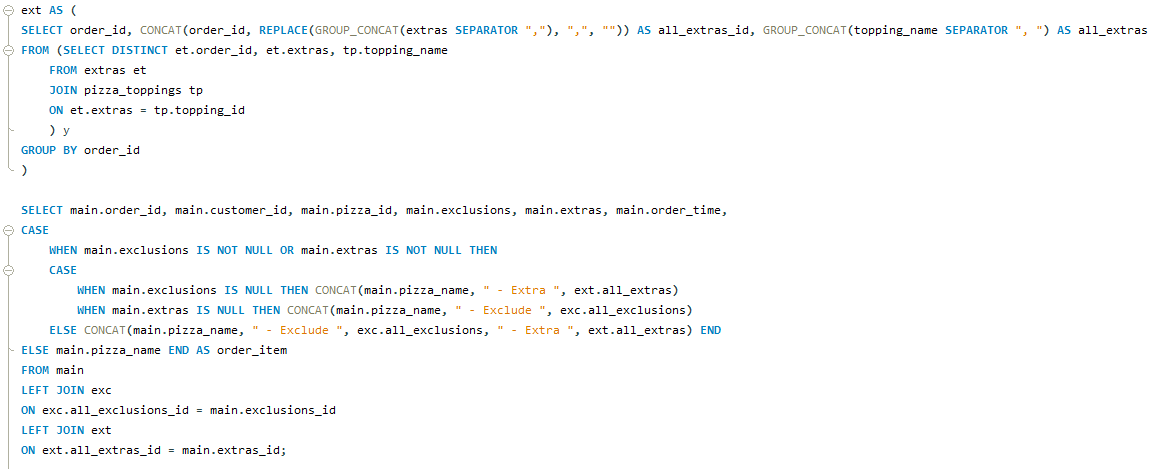 ext AS (
SELECT order_id, CONCAT(order_id, REPLACE(GROUP_CONCAT(extras SEPARATOR ","), ",", "")) AS all_extras_id, GROUP_CONCAT(topping_name SEPARATOR ", ") AS all_extras
FROM (SELECT DISTINCT et.order_id, et.extras, tp.topping_name
FROM extras et
JOIN pizza_toppings tp
ON et.extras = tp.topping_id
) y
GROUP BY order_id
)
SELECT main.order_id, main.customer_id, main.pizza_id, main.exclusions, main.extras, main.order_time,
CASE
WHEN main.exclusions IS NOT NULL OR main.extras IS NOT NULL THEN
CASE
WHEN main.exclusions IS NULL THEN CONCAT(main.pizza_name, " - Extra ", ext.all_extras)
WHEN main.extras IS NULL THEN CONCAT(main.pizza_name, " - Exclude ", exc.all_exclusions)
ELSE CONCAT(main.pizza_name, " - Exclude ", exc.all_exclusions, " - Extra ", ext.all_extras) END
ELSE main.pizza_name END AS order_item
FROM main
LEFT JOIN exc
ON exc.all_exclusions_id = main.exclusions_id
LEFT JOIN ext
ON ext.all_extras_id = main.extras_id;